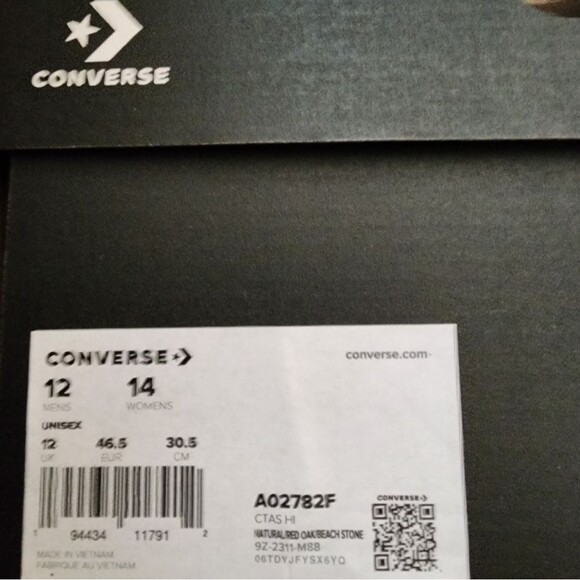 CONVERSE
CONVERSE
converse.com
12 14
MENS WOMENS
UNISEX
12 46.5 30.5
UK EUR CM
1 94434 11791 2
A02782F
CONVERSE
CTAS HI
NATURAL/RED OAK/BEACH STONE
9Z-2311-M88
06TDYJFYSX6YQ
MADE IN VIETNAM
FABRIQUE AU VIETNAM